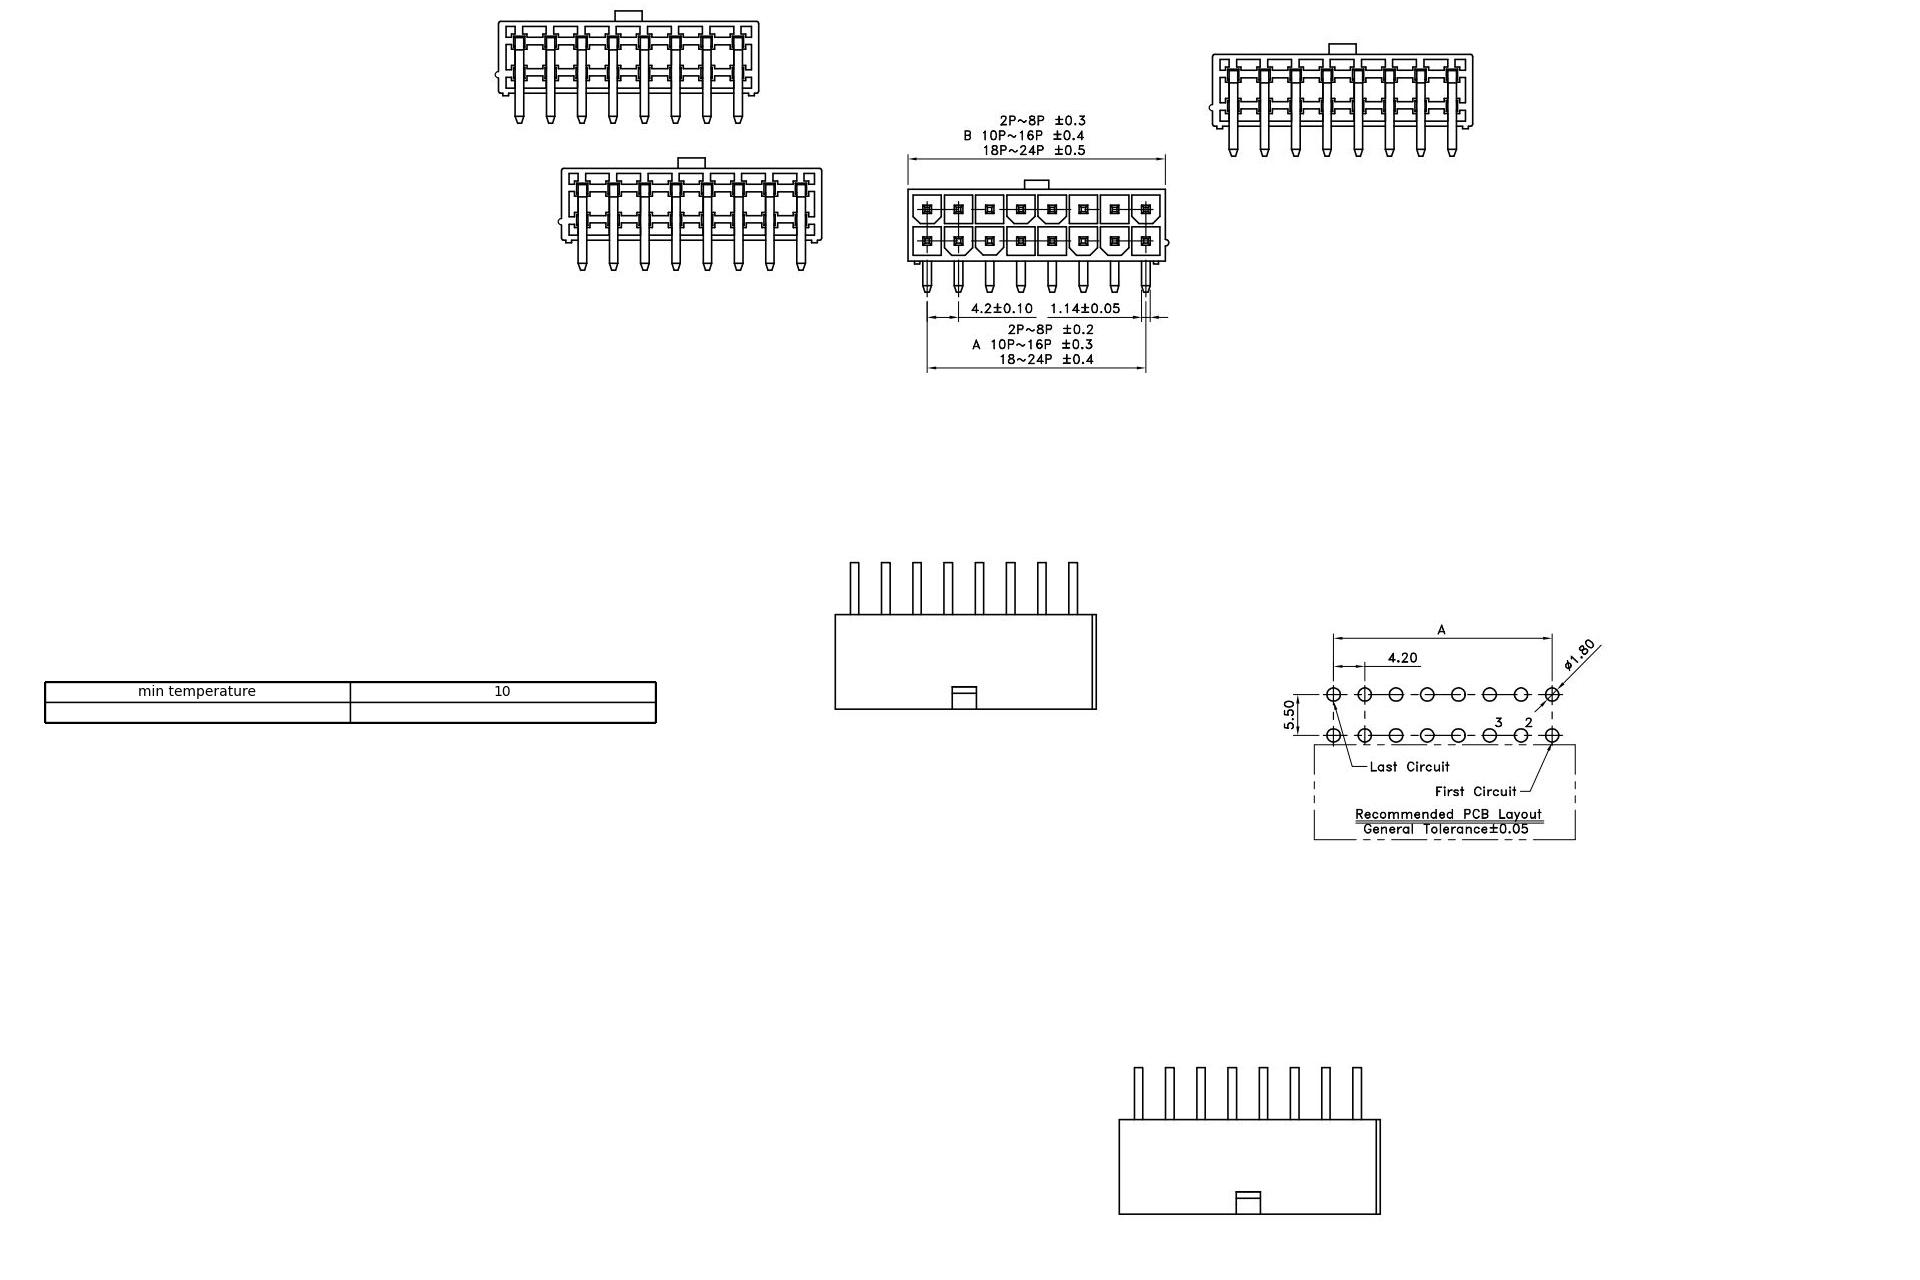 2P~8P ±0.3
B 10P~16P ±0.4
18P~24P ±0.5
4.2±0.10 1.14±0.05
2P~8P ±0.2
A 10P~16P ±0.3
18~24P ±0.4
min temperature 10
A
4.20
ø1.80
5.50
3 2
Last Circuit
First Circuit
Recommended PCB Layout
General Tolerance±0.05